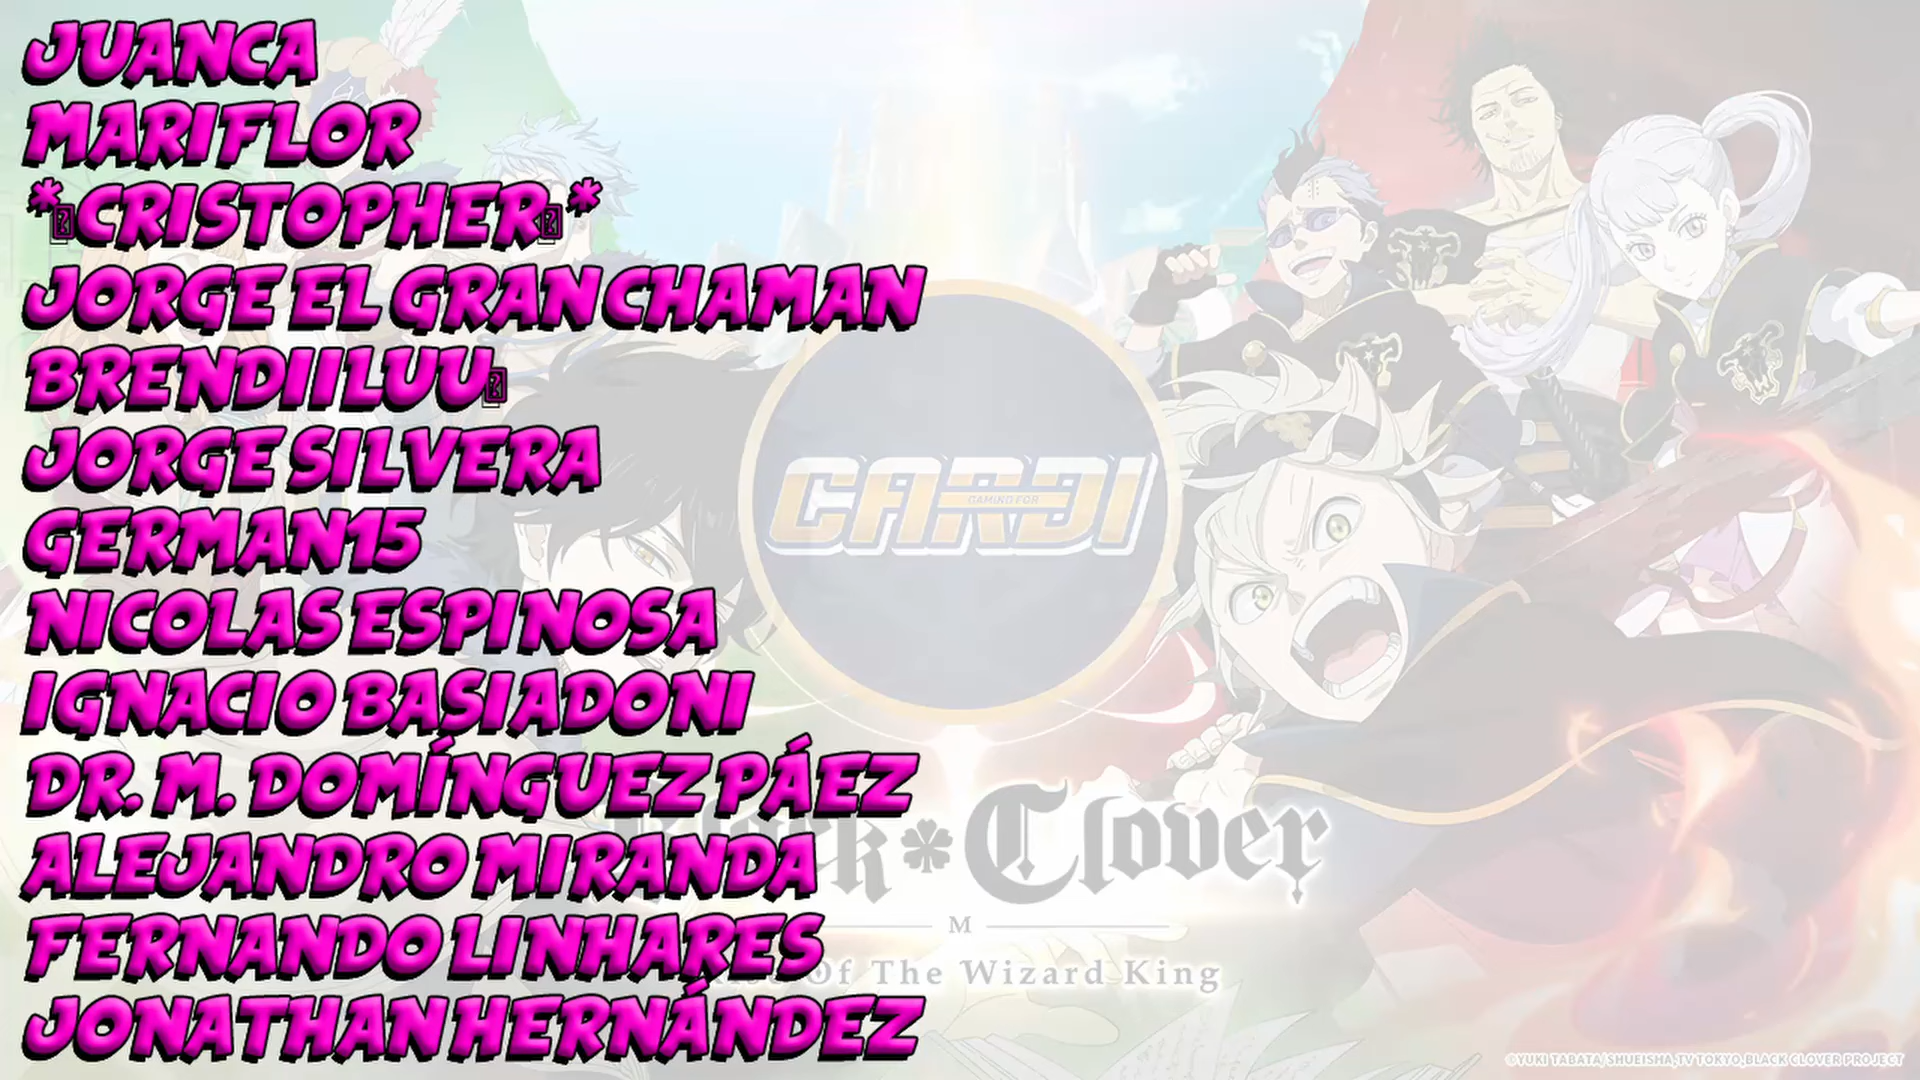 JUANCA
MARIFLOR
*CRISTOPHER*
JORGE EL GRAN CHAMAN
BRENDIILUU
JORGE SILVERA
GERMAN15
NICOLAS ESPINOSA
IGNACIO BASIADONI
DR. M. DOMÍNGUEZ PÁEZ
ALEJANDRO MIRANDA
FERNANDO LINHARES
JONATHAN HERNÁNDEZ
CARDI
GAMING FOR
Clover
M
Of The Wizard King
©YUKI TABATA/SHUEISHA,TV TOKYO,BLACK CLOVER PROJECT